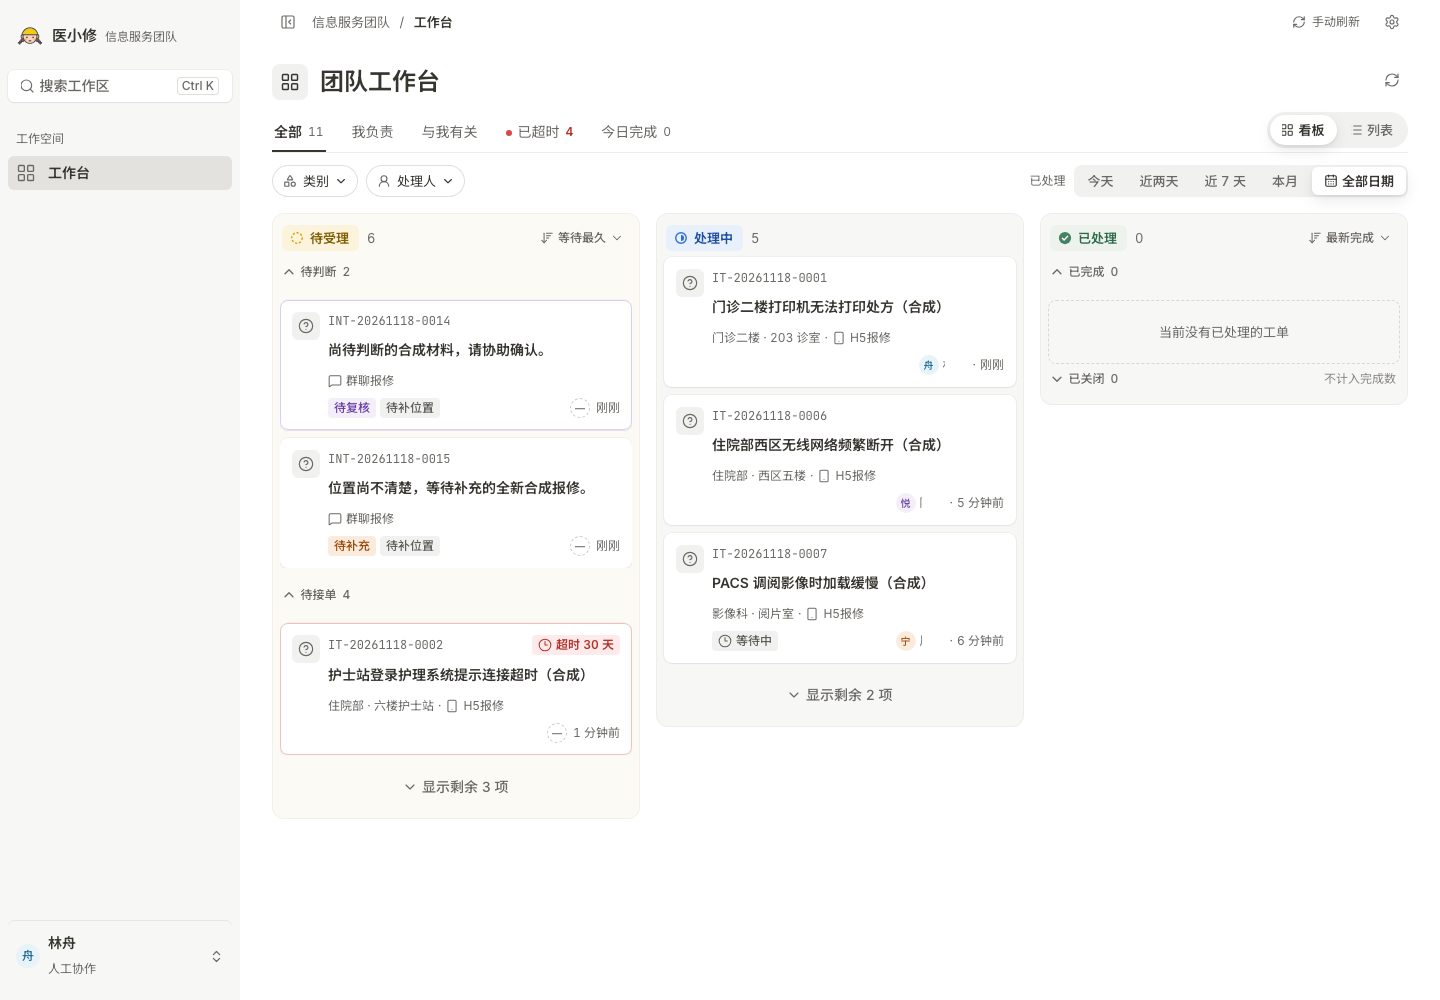 医小修 信息服务团队
搜索工作区 Ctrl K
工作空间
工作台
林舟
舟
人工协作
信息服务团队 / 工作台
手动刷新
团队工作台
全部 11 我负责 与我有关 已超时 4 今日完成 0
看板 列表
类别 处理人
已处理 今天 近两天 近 7 天 本月 全部日期
待受理 6 等待最久
待判断 2
INT-20261118-0014
尚待判断的合成材料，请协助确认。
群聊报修
待复核 待补位置 — 刚刚
INT-20261118-0015
位置尚不清楚，等待补充的全新合成报修。
群聊报修
待补充 待补位置 — 刚刚
待接单 4
IT-20261118-0002 超时 30 天
护士站登录护理系统提示连接超时（合成）
住院部 · 六楼护士站 · H5报修
— 1 分钟前
显示剩余 3 项
处理中 5
IT-20261118-0001
门诊二楼打印机无法打印处方（合成）
门诊二楼 · 203 诊室 · H5报修
舟 · 刚刚
IT-20261118-0006
住院部西区无线网络频繁断开（合成）
住院部 · 西区五楼 · H5报修
悦 · 5 分钟前
IT-20261118-0007
PACS 调阅影像时加载缓慢（合成）
影像科 · 阅片室 · H5报修
等待中 宁 · 6 分钟前
显示剩余 2 项
已处理 0 最新完成
已完成 0
当前没有已处理的工单
已关闭 0 不计入完成数